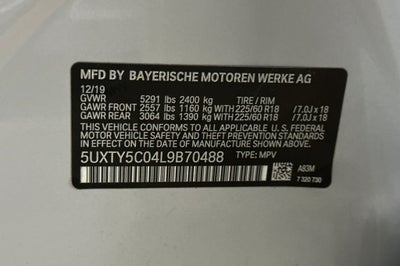 MFD BY BAYERISCHE MOTOREN WERKE AG
12/19
GVWR 5291 lbs 2400 kg TIRE / RIM
GAWR FRONT 2557 lbs 1160 kg 225/60 R18 / 7.0J x 18
GAWR REAR 3064 lbs 1390 kg 225/60 R18 / 7.0J x 18
THIS VEHICLE CONFORMS TO ALL APPLICABLE U.S. FEDERAL
MOTOR VEHICLE SAFETY, BUMPER, AND
THEFT PREVENTION STANDARDS IN EFFECT
ON THE DATE OF MANUFACTURE SHOWN ABOVE.
5UXTY5C04L9B70488 TYPE: MPV
A83M
7 320 730